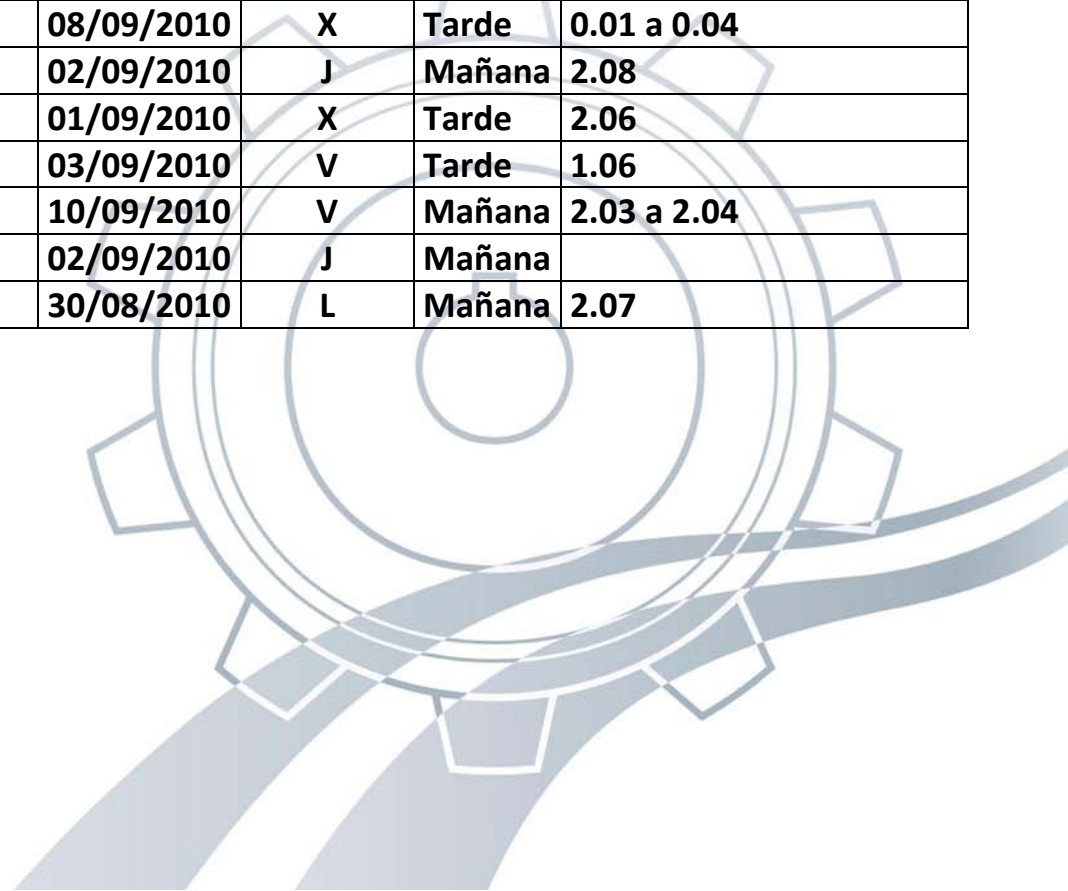 08/09/2010 X Tarde 0.01 a 0.04
02/09/2010 J Mañana 2.08
01/09/2010 X Tarde 2.06
03/09/2010 V Tarde 1.06
10/09/2010 V Mañana 2.03 a 2.04
02/09/2010 J Mañana
30/08/2010 L Mañana 2.07